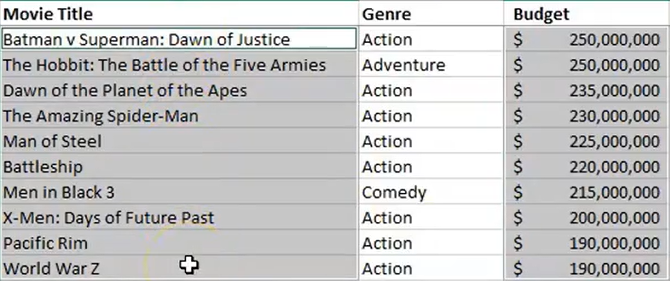 Movie Title Genre Budget
Batman v Superman: Dawn of Justice Action $ 250,000,000
The Hobbit: The Battle of the Five Armies Adventure $ 250,000,000
Dawn of the Planet of the Apes Action $ 235,000,000
The Amazing Spider-Man Action $ 230,000,000
Man of Steel Action $ 225,000,000
Battleship Action $ 220,000,000
Men in Black 3 Comedy $ 215,000,000
X-Men: Days of Future Past Action $ 200,000,000
Pacific Rim Action $ 190,000,000
World War Z Action $ 190,000,000